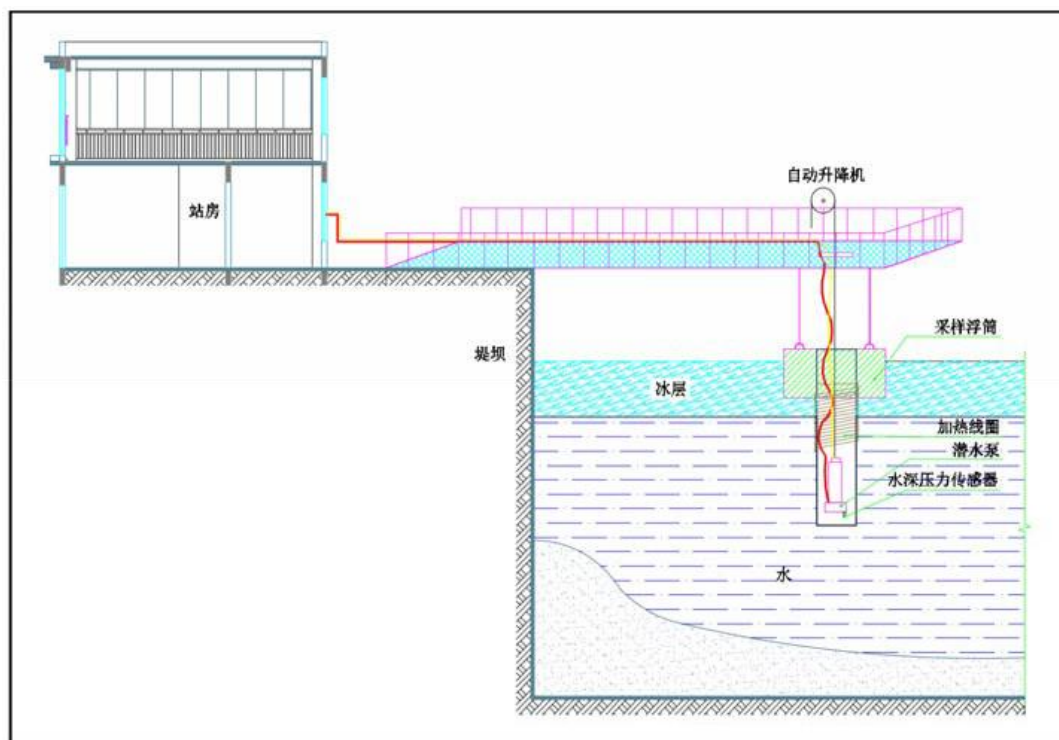 自动升降机
站房
采样浮筒
堤坝
冰层
加热线圈
潜水泵
水深压力传感器
水